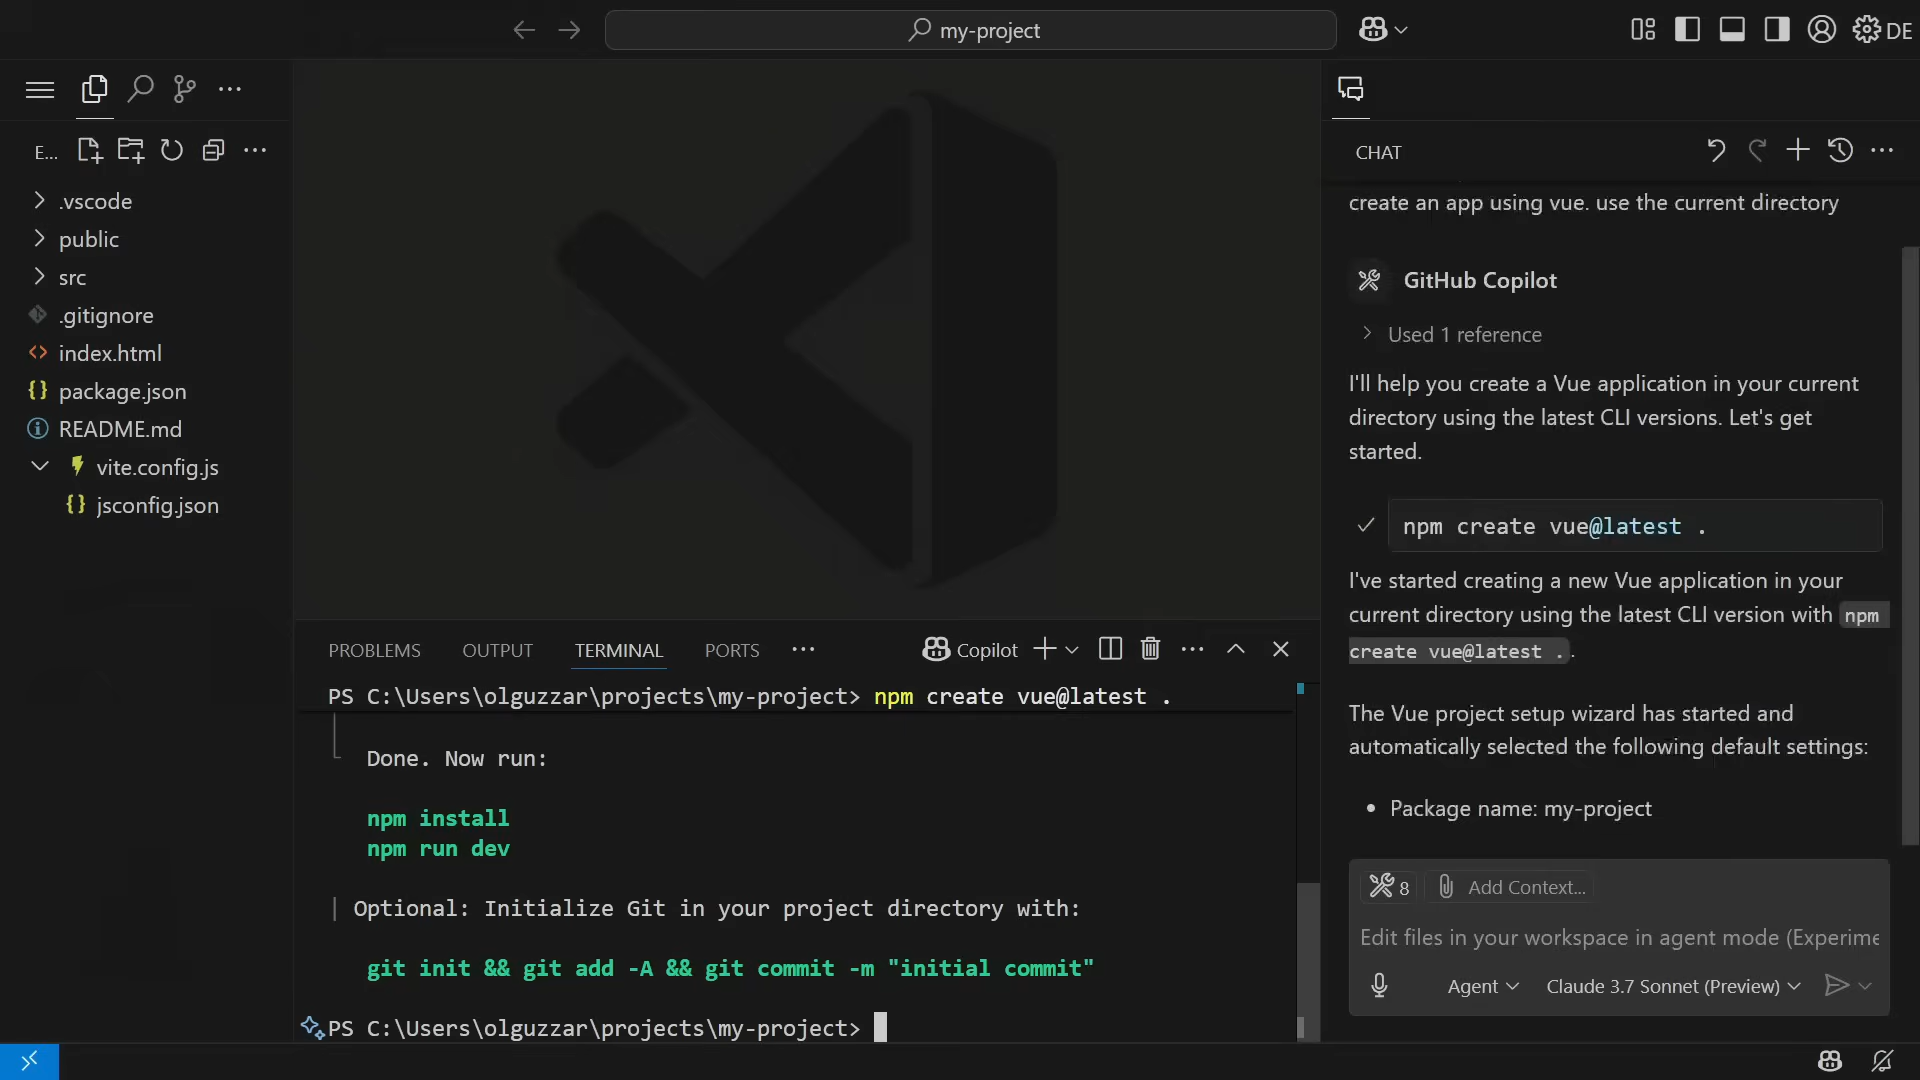 my-project
DE
E...
.vscode
public
src
.gitignore
index.html
package.json
README.md
vite.config.js
jsconfig.json
PROBLEMS OUTPUT TERMINAL PORTS Copilot
PS C:\Users\olguzzar\projects\my-project> npm create vue@latest .
Done. Now run:
npm install
npm run dev
| Optional: Initialize Git in your project directory with:
git init && git add -A && git commit -m "initial commit"
PS C:\Users\olguzzar\projects\my-project>
CHAT
create an app using vue. use the current directory
GitHub Copilot
Used 1 reference
I'll help you create a Vue application in your current
directory using the latest CLI versions. Let's get
started.
npm create vue@latest .
I've started creating a new Vue application in your
current directory using the latest CLI version with npm
create vue@latest . .
The Vue project setup wizard has started and
automatically selected the following default settings:
• Package name: my-project
8 Add Context...
Edit files in your workspace in agent mode (Experime
Agent Claude 3.7 Sonnet (Preview)